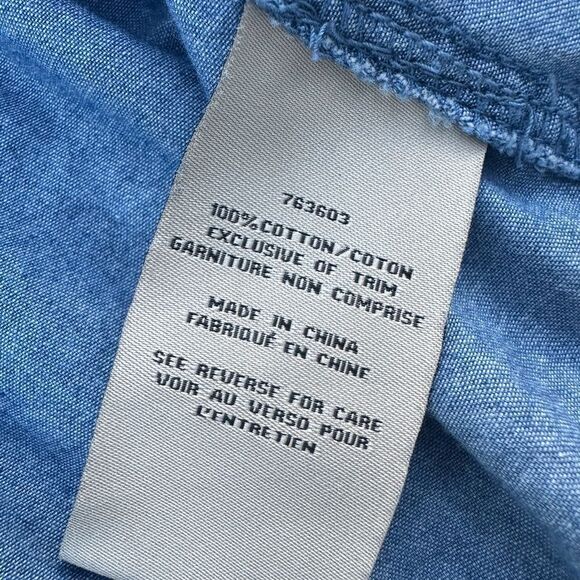 763603
100% COTTON/COTON
EXCLUSIVE OF TRIM
GARNITURE NON COMPRISE
MADE IN CHINA
FABRIQUÉ EN CHINE
SEE REVERSE FOR CARE
VOIR AU VERSO POUR
L'ENTRETIEN